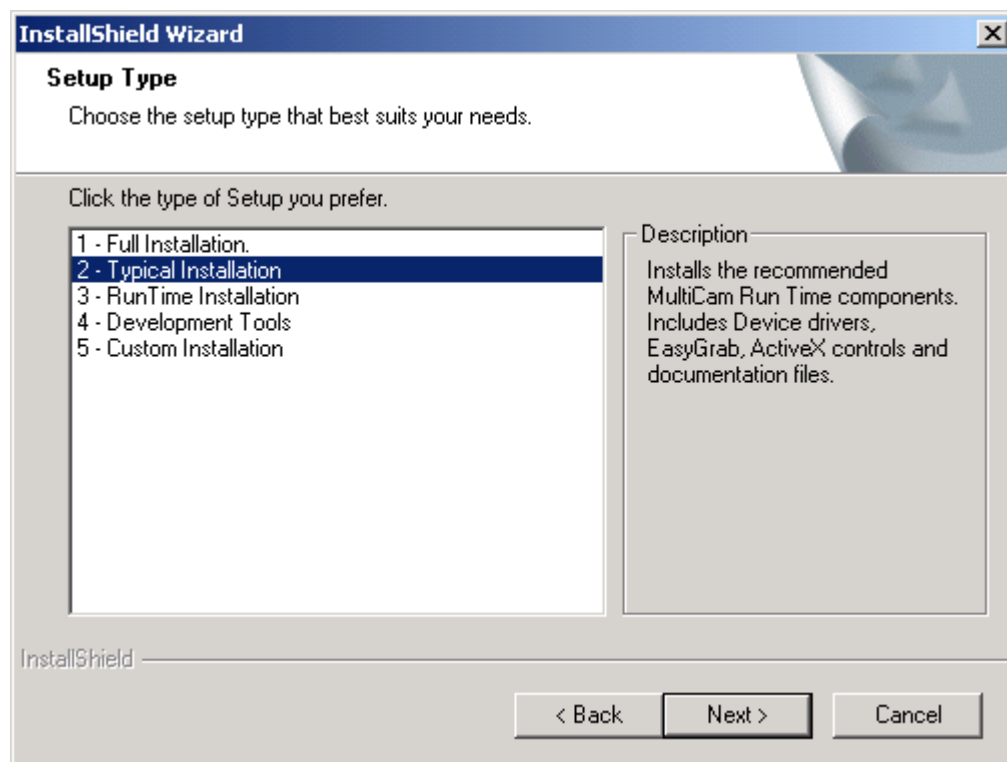 InstallShield Wizard
Setup Type
Choose the setup type that best suits your needs.
Click the type of Setup you prefer.
1 - Full Installation.
2 - Typical Installation
3 - RunTime Installation
4 - Development Tools
5 - Custom Installation
Description
Installs the recommended
MultiCam Run Time components.
Includes Device drivers,
EasyGrab, ActiveX controls and
documentation files.
InstallShield
< Back
Next >
Cancel